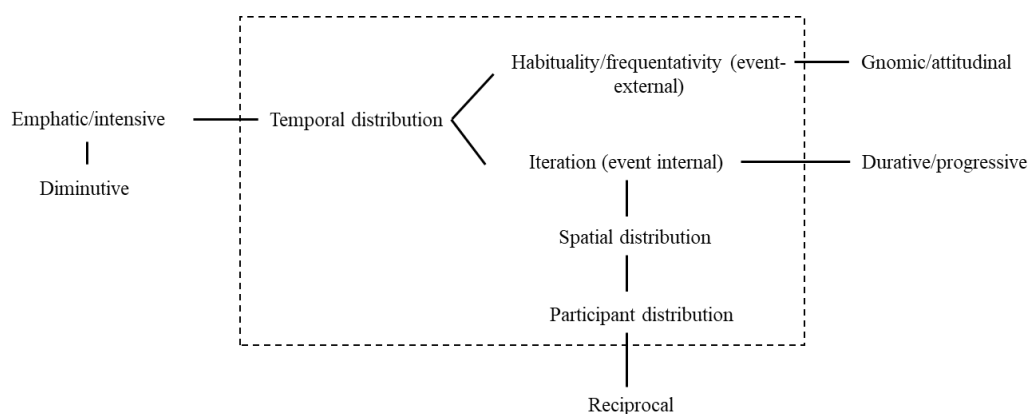 Habituality/frequentativity (event-
external)
Gnomic/attitudinal
Emphatic/intensive
Temporal distribution
Iteration (event internal)
Durative/progressive
Diminutive
Spatial distribution
Participant distribution
Reciprocal